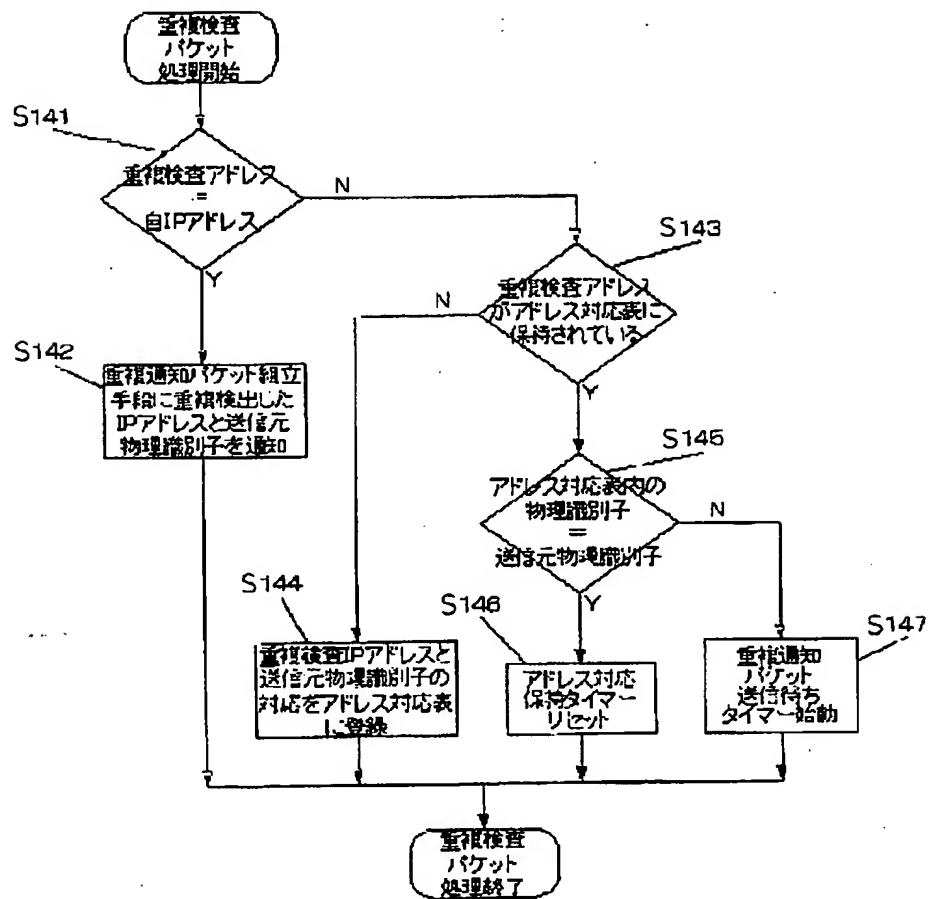 重複検査
パケット
処理開始
S141
重複検査アドレス
=
自IPアドレス
N
Y
S143
重複検査アドレス
がアドレス対応表に
保持されている
N
Y
S142
重複通知パケット組立
手段に重複検出した
IPアドレスと送信元
物理識別子を通知
S145
アドレス対応表内の
物理識別子
=
送信元物理識別子
N
Y
S144
重複検査IPアドレスと
送信元物理識別子の
対応をアドレス対応表
に登録
S146
アドレス対応
保持タイマー
リセット
S147
重複通知
パケット
送信待ち
タイマー始動
重複検査
パケット
処理終了